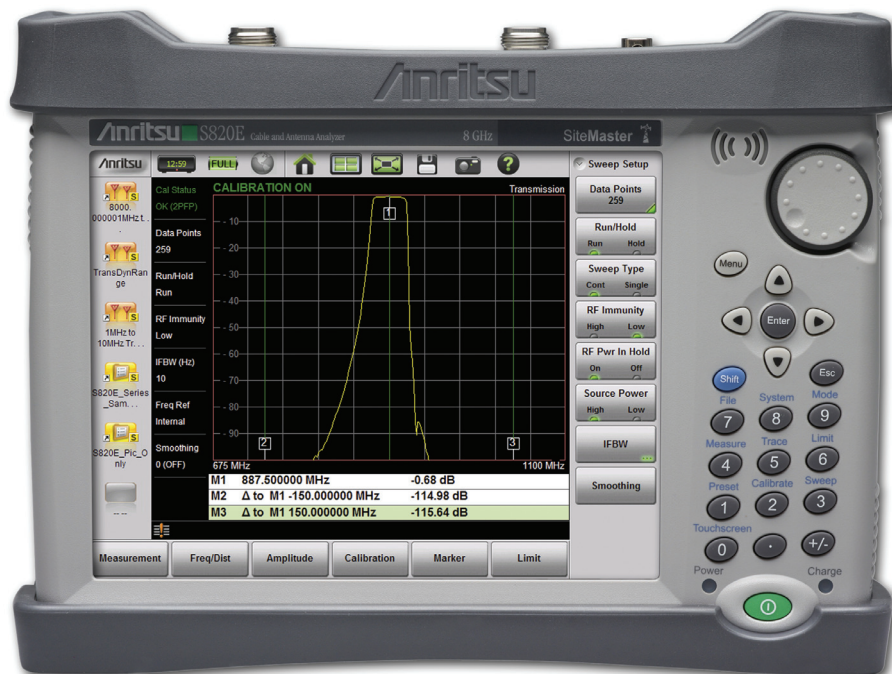 Anritsu
Anritsu S820E Cable and Antenna Analyzer 8 GHz SiteMaster
Anritsu 12:59 FULL ?
8000.
000001MHz t. .
.
TransDynRan
ge
1MHz to
10MHz Tr. . .
S820E_Series
_Sam. . .
S820E_Pic_O
nly
-- --
Cal Status
OK (2PFP)
Data Points
259
Run/Hold
Run
RF Immunity
Low
IFBW (Hz)
10
Freq Ref
Internal
Smoothing
0 (OFF)
CALIBRATION ON Transmission
1
- 10
- 20
- 30
- 40
- 50
- 60
- 70
- 80
- 90
2 3
675 MHz 1100 MHz
M1 887.500000 MHz -0.68 dB
M2 Δ to M1 -150.000000 MHz -114.98 dB
M3 Δ to M1 150.000000 MHz -115.64 dB
Sweep Setup
Data Points
259
Run/Hold
Run Hold
Sweep Type
Cont Single
RF Immunity
High Low
RF Pwr In Hold
On Off
Source Power
High Low
IFBW
Smoothing
Measurement Freq/Dist Amplitude Calibration Marker Limit
Menu
Enter
Shift Esc
File System Mode
7 8 9
Measure Trace Limit
4 5 6
Preset Calibrate Sweep
1 2 3
Touchscreen
0 . +/-
Power Charge